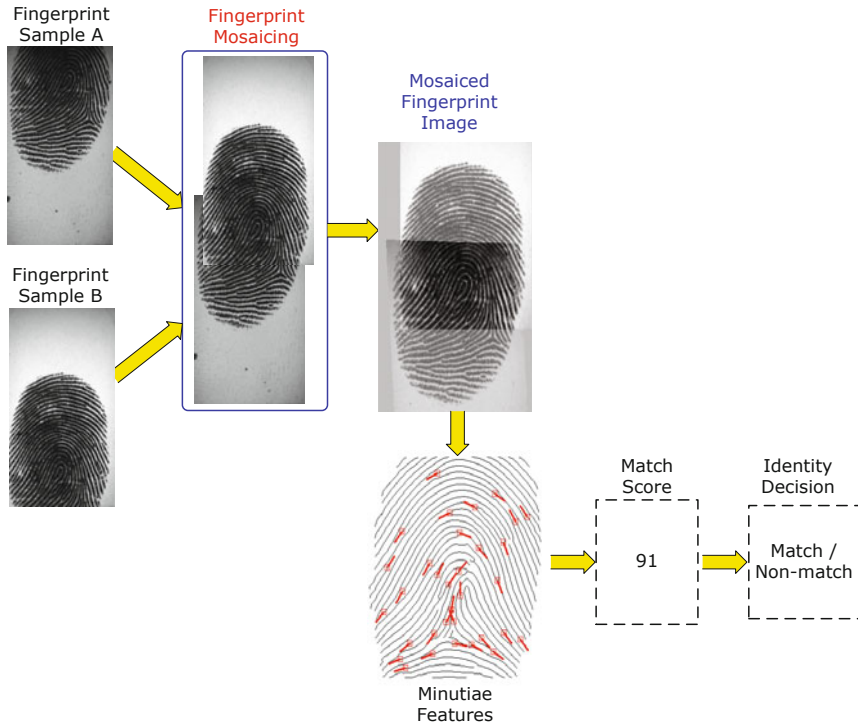 Fingerprint
Sample A
Fingerprint
Mosaicing
Mosaiced
Fingerprint
Image
Fingerprint
Sample B
Match
Score
Identity
Decision
91
Match /
Non-match
Minutiae
Features